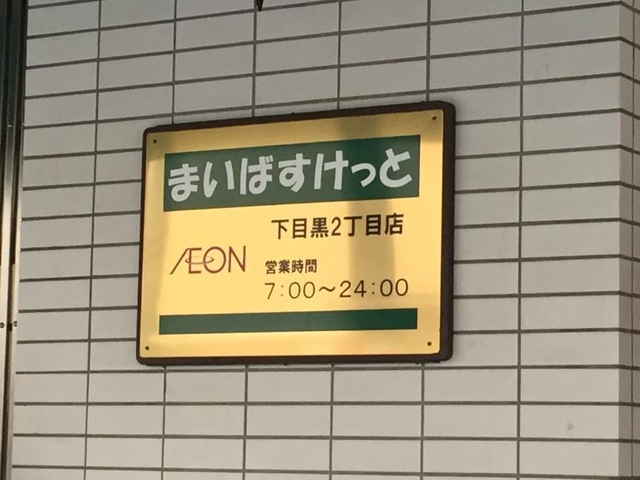 まいばすけっと
下目黒2丁目店
ÆON
営業時間
7:00～24:00